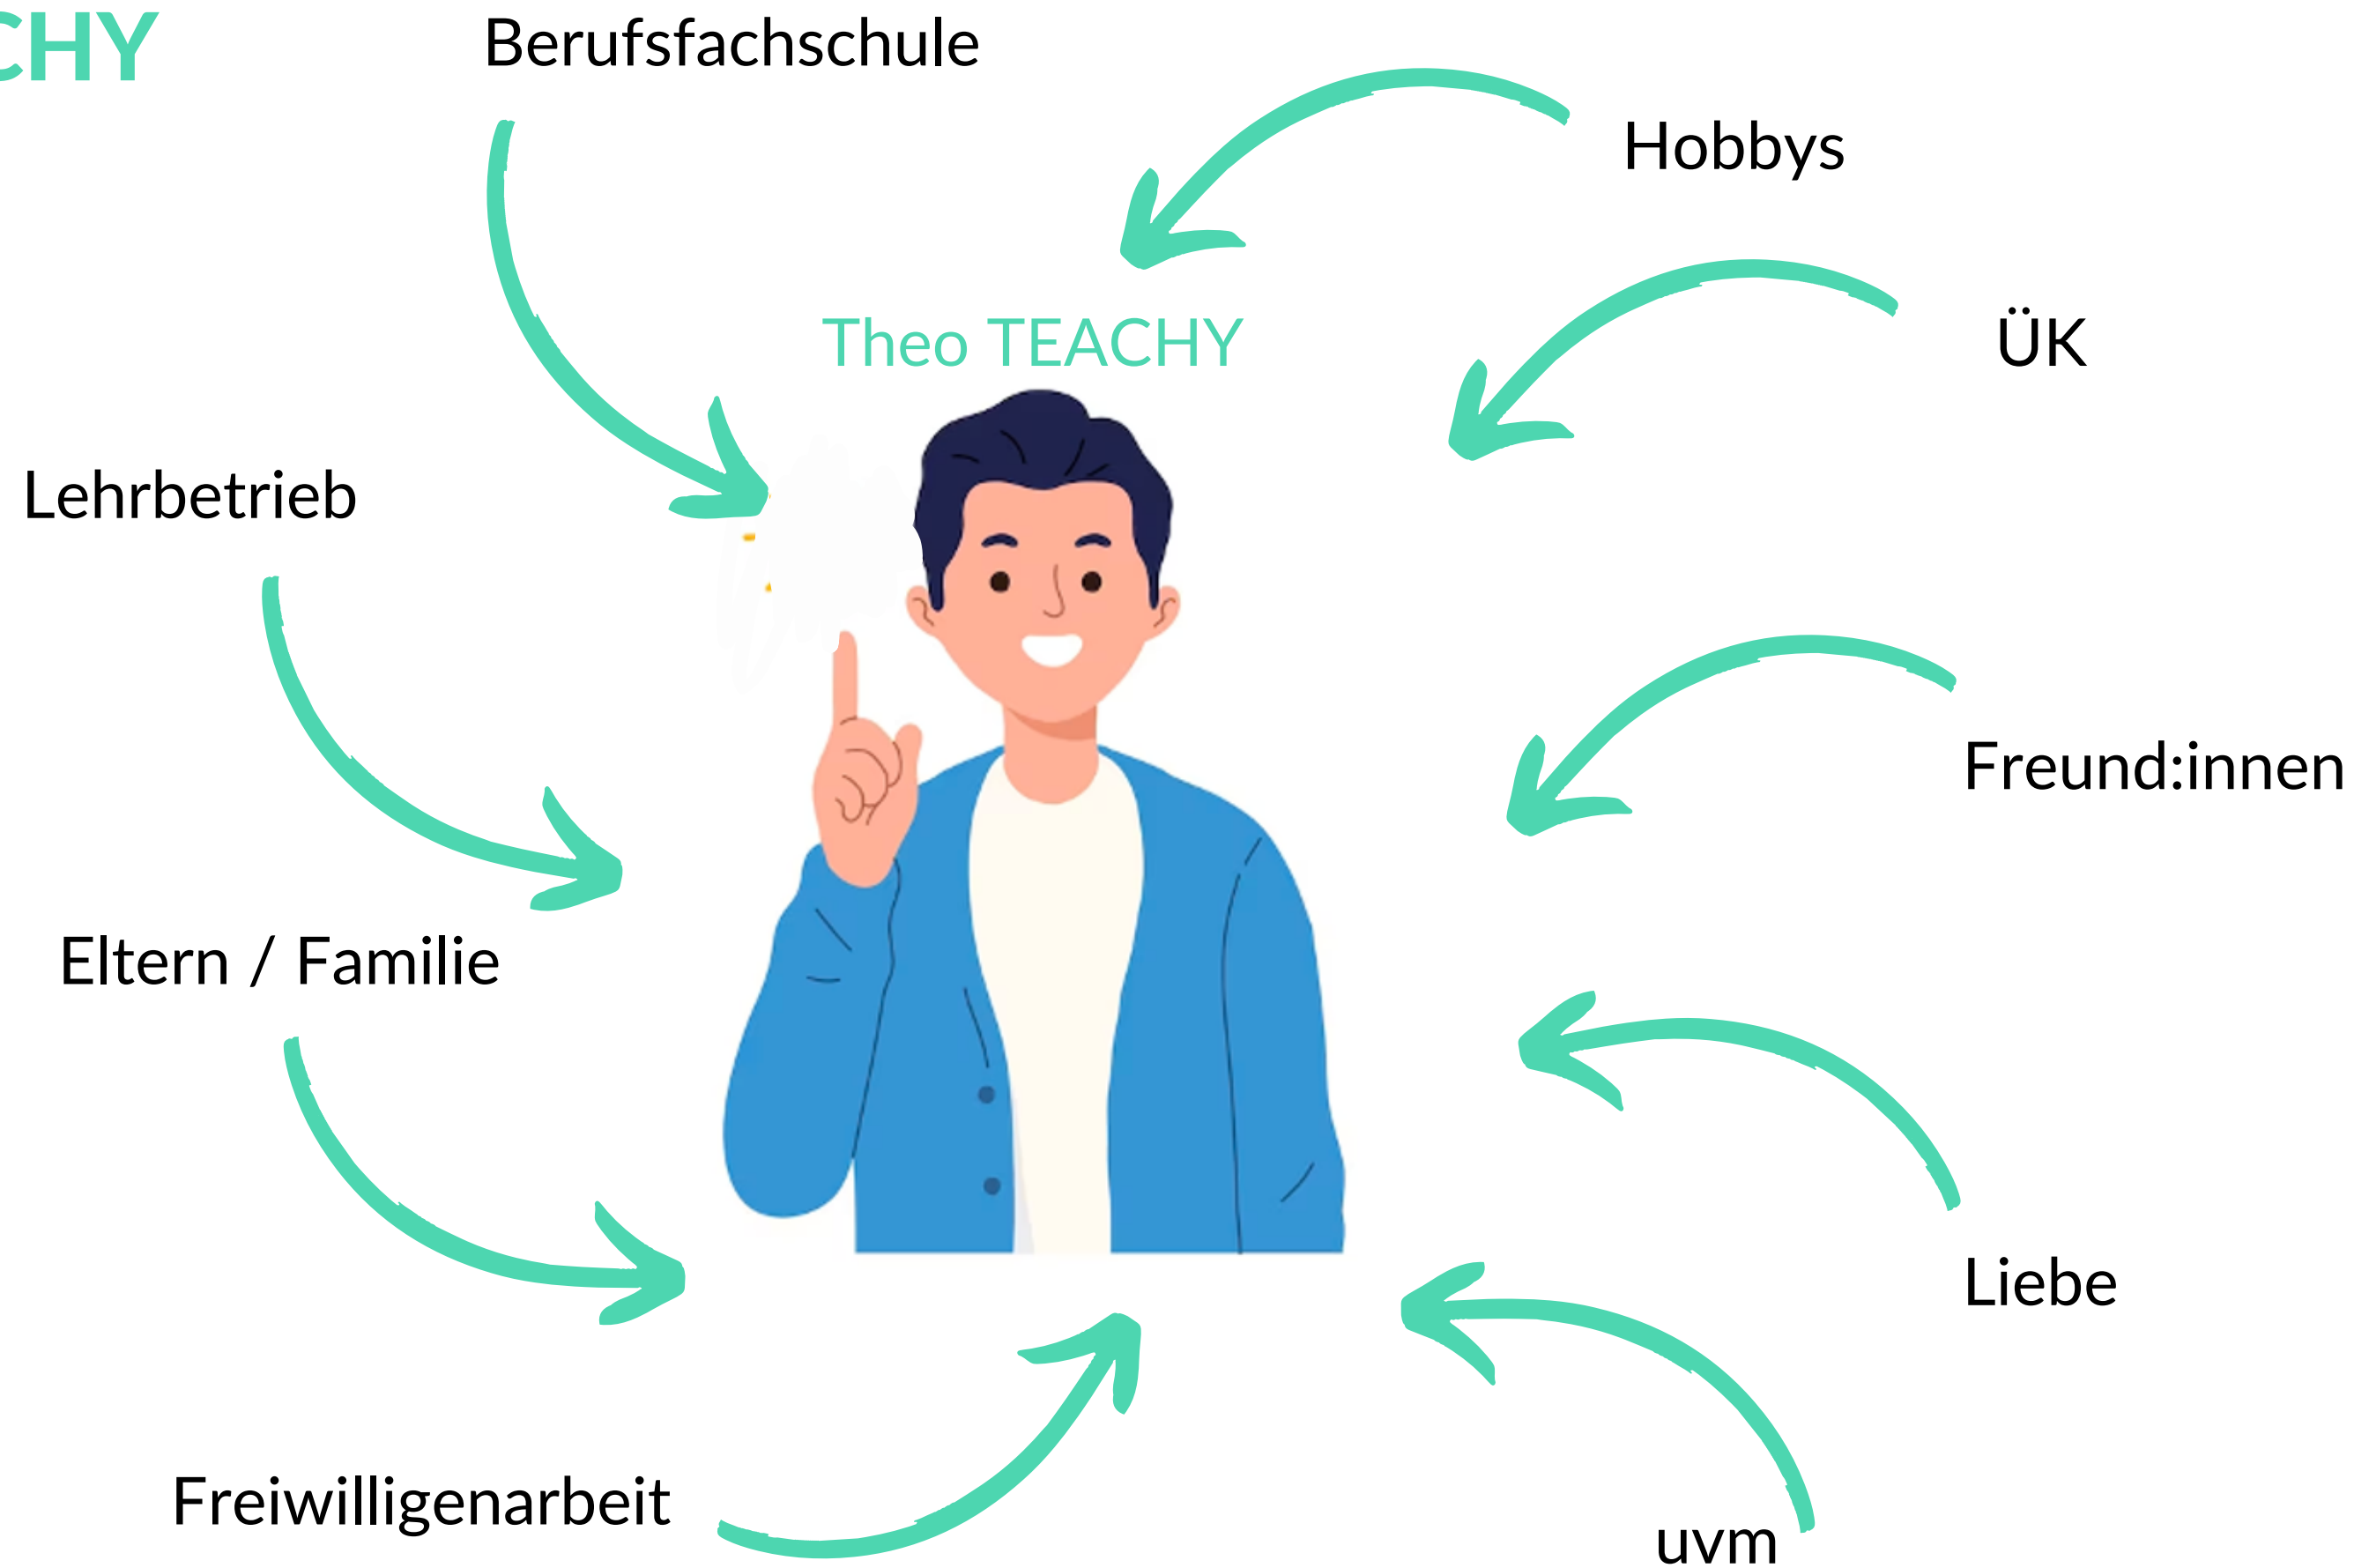 CHY
Berufsfachschule
Hobbys
ÜK
Theo TEACHY
Lehrbetrieb
Freund:innen
Eltern / Familie
Liebe
Freiwilligenarbeit
uvm